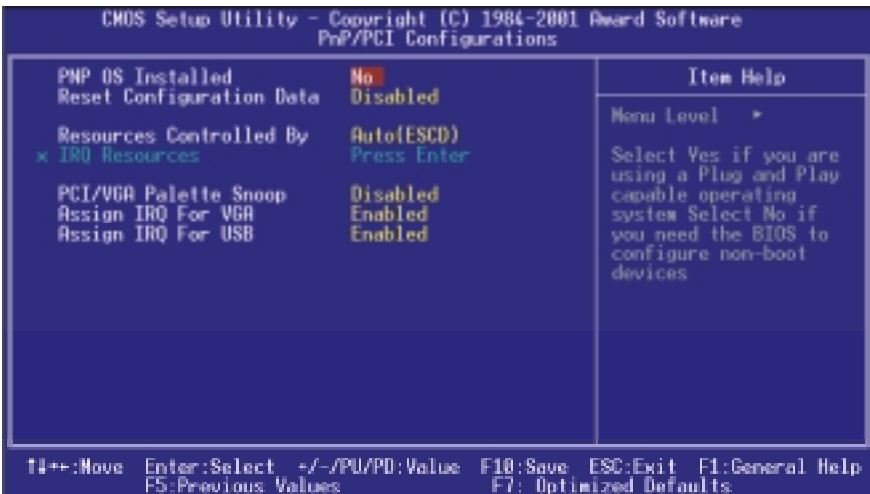 CMOS Setup Utility - Copyright (C) 1984-2001 Award Software
PnP/PCI Configurations
PNP OS Installed No
Reset Configuration Data Disabled
Resources Controlled By Auto(ESCD)
x IRQ Resources Press Enter
PCI/VGA Palette Snoop Disabled
Assign IRQ For VGA Enabled
Assign IRQ For USB Enabled
Item Help
Menu Level ►
Select Yes if you are
using a Plug and Play
capable operating
system Select No if
you need the BIOS to
configure non-boot
devices
↑↓→←:Move Enter:Select +/-/PU/PD:Value F10:Save ESC:Exit F1:General Help
F5:Previous Values F7: Optimized Defaults